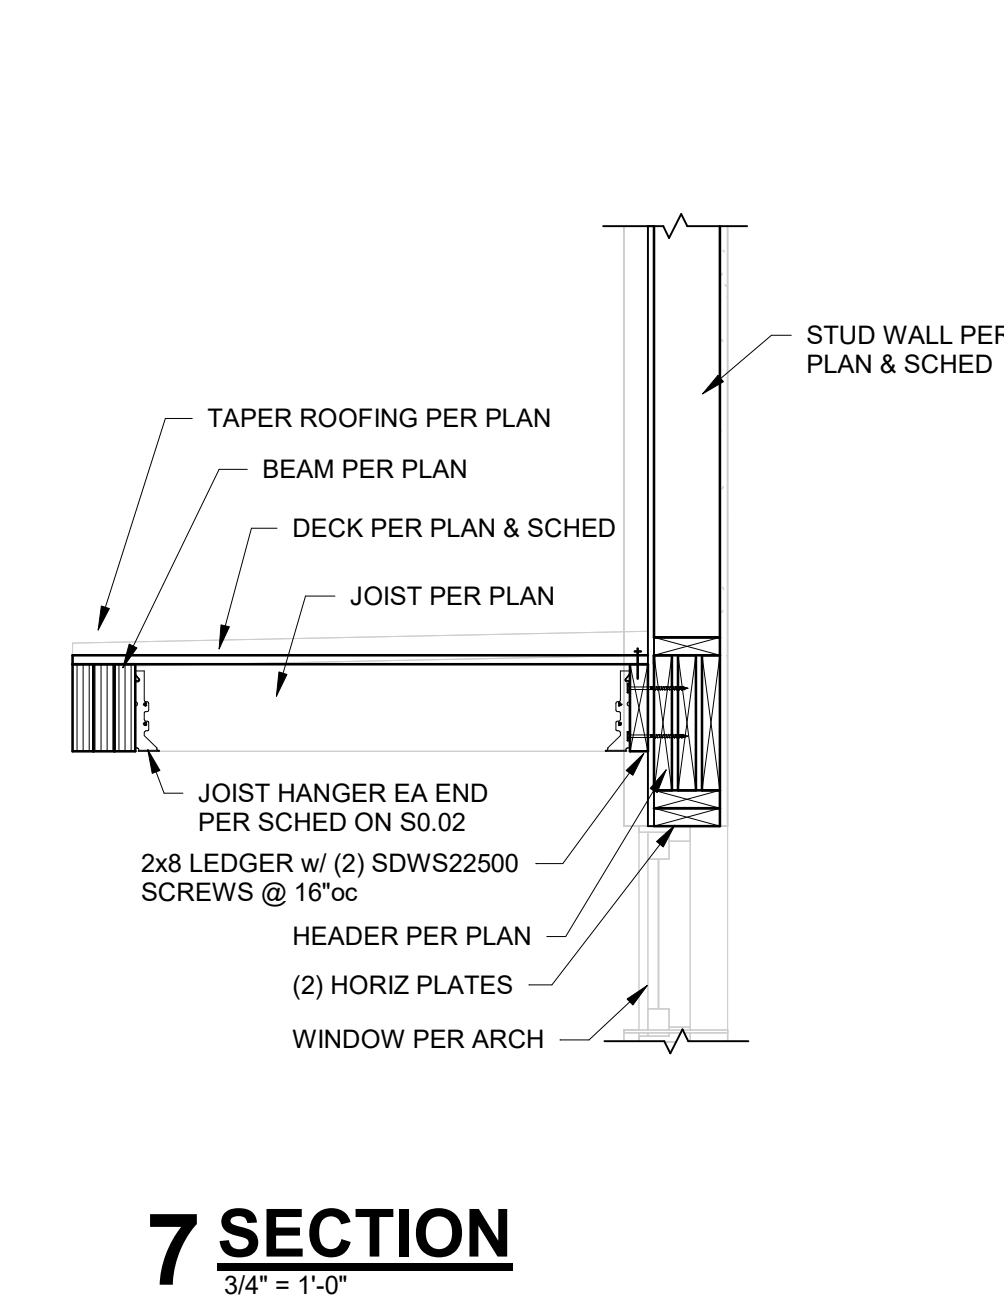 STUD WALL PER
PLAN & SCHED
TAPER ROOFING PER PLAN
BEAM PER PLAN
DECK PER PLAN & SCHED
JOIST PER PLAN
JOIST HANGER EA END
PER SCHED ON S0.02
2x8 LEDGER w/ (2) SDWS22500
SCREWS @ 16"oc
HEADER PER PLAN
(2) HORIZ PLATES
WINDOW PER ARCH
7 SECTION
3/4" = 1'-0"